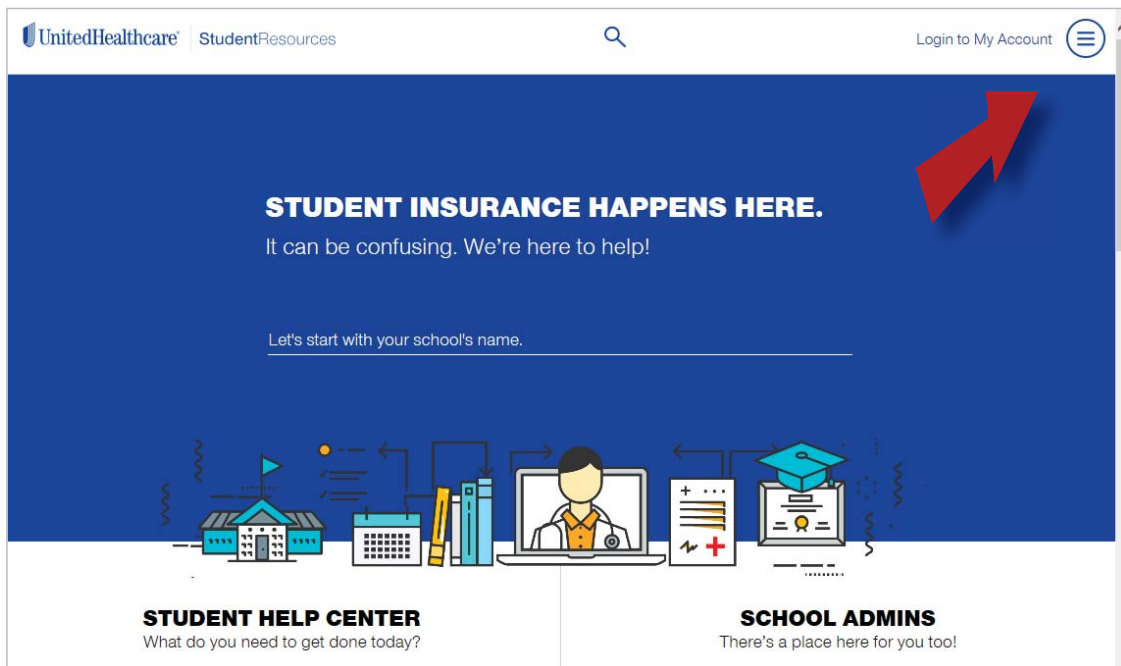 UnitedHealthcare® StudentResources
Login to My Account
STUDENT INSURANCE HAPPENS HERE.
It can be confusing. We're here to help!
Let's start with your school's name.
STUDENT HELP CENTER
What do you need to get done today?
SCHOOL ADMINS
There's a place here for you too!